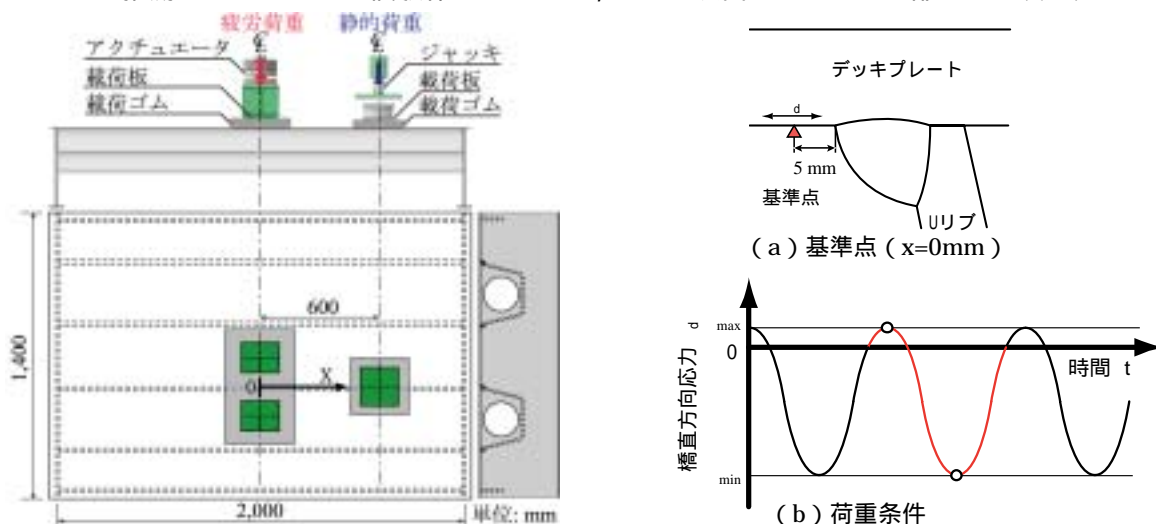 疲労荷重
静的荷重
℄
℄
アクチュエータ
載荷板
載荷ゴム
ジャッキ
載荷板
載荷ゴム
600
0
X
1,400
2,000
単位: mm
デッキプレート
d
5 mm
基準点
Uリブ
(a)基準点(x=0mm)
橋直方向応力 d
max
0
min
時間 t
(b)荷重条件